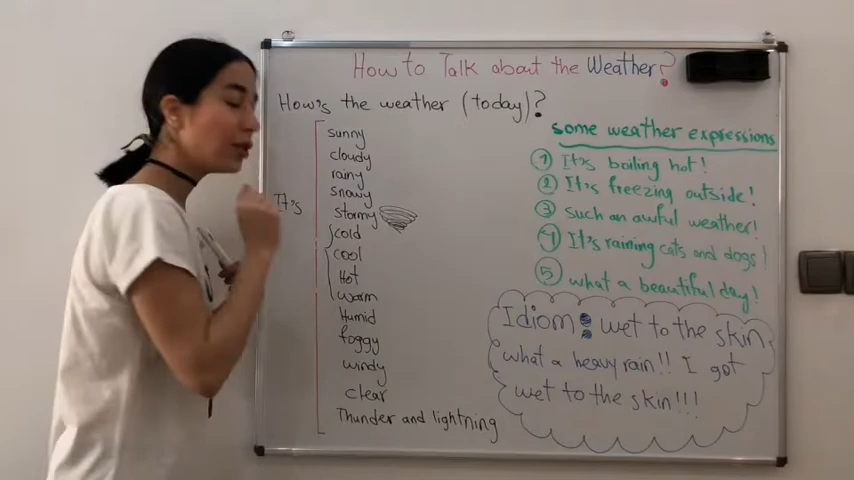 How to Talk about the Weather?
How's the weather (today)?
It's
sunny
cloudy
rainy
snowy
stormy
cold
cool
Hot
warm
Humid
foggy
windy
clear
Thunder and lightning
some weather expressions
1 It's boiling hot!
2 It's freezing outside!
3 such an awful weather!
4 It's raining cats and dogs!
5 what a beautiful day!
Idiom: wet to the skin
what a heavy rain!! I got
wet to the skin!!!